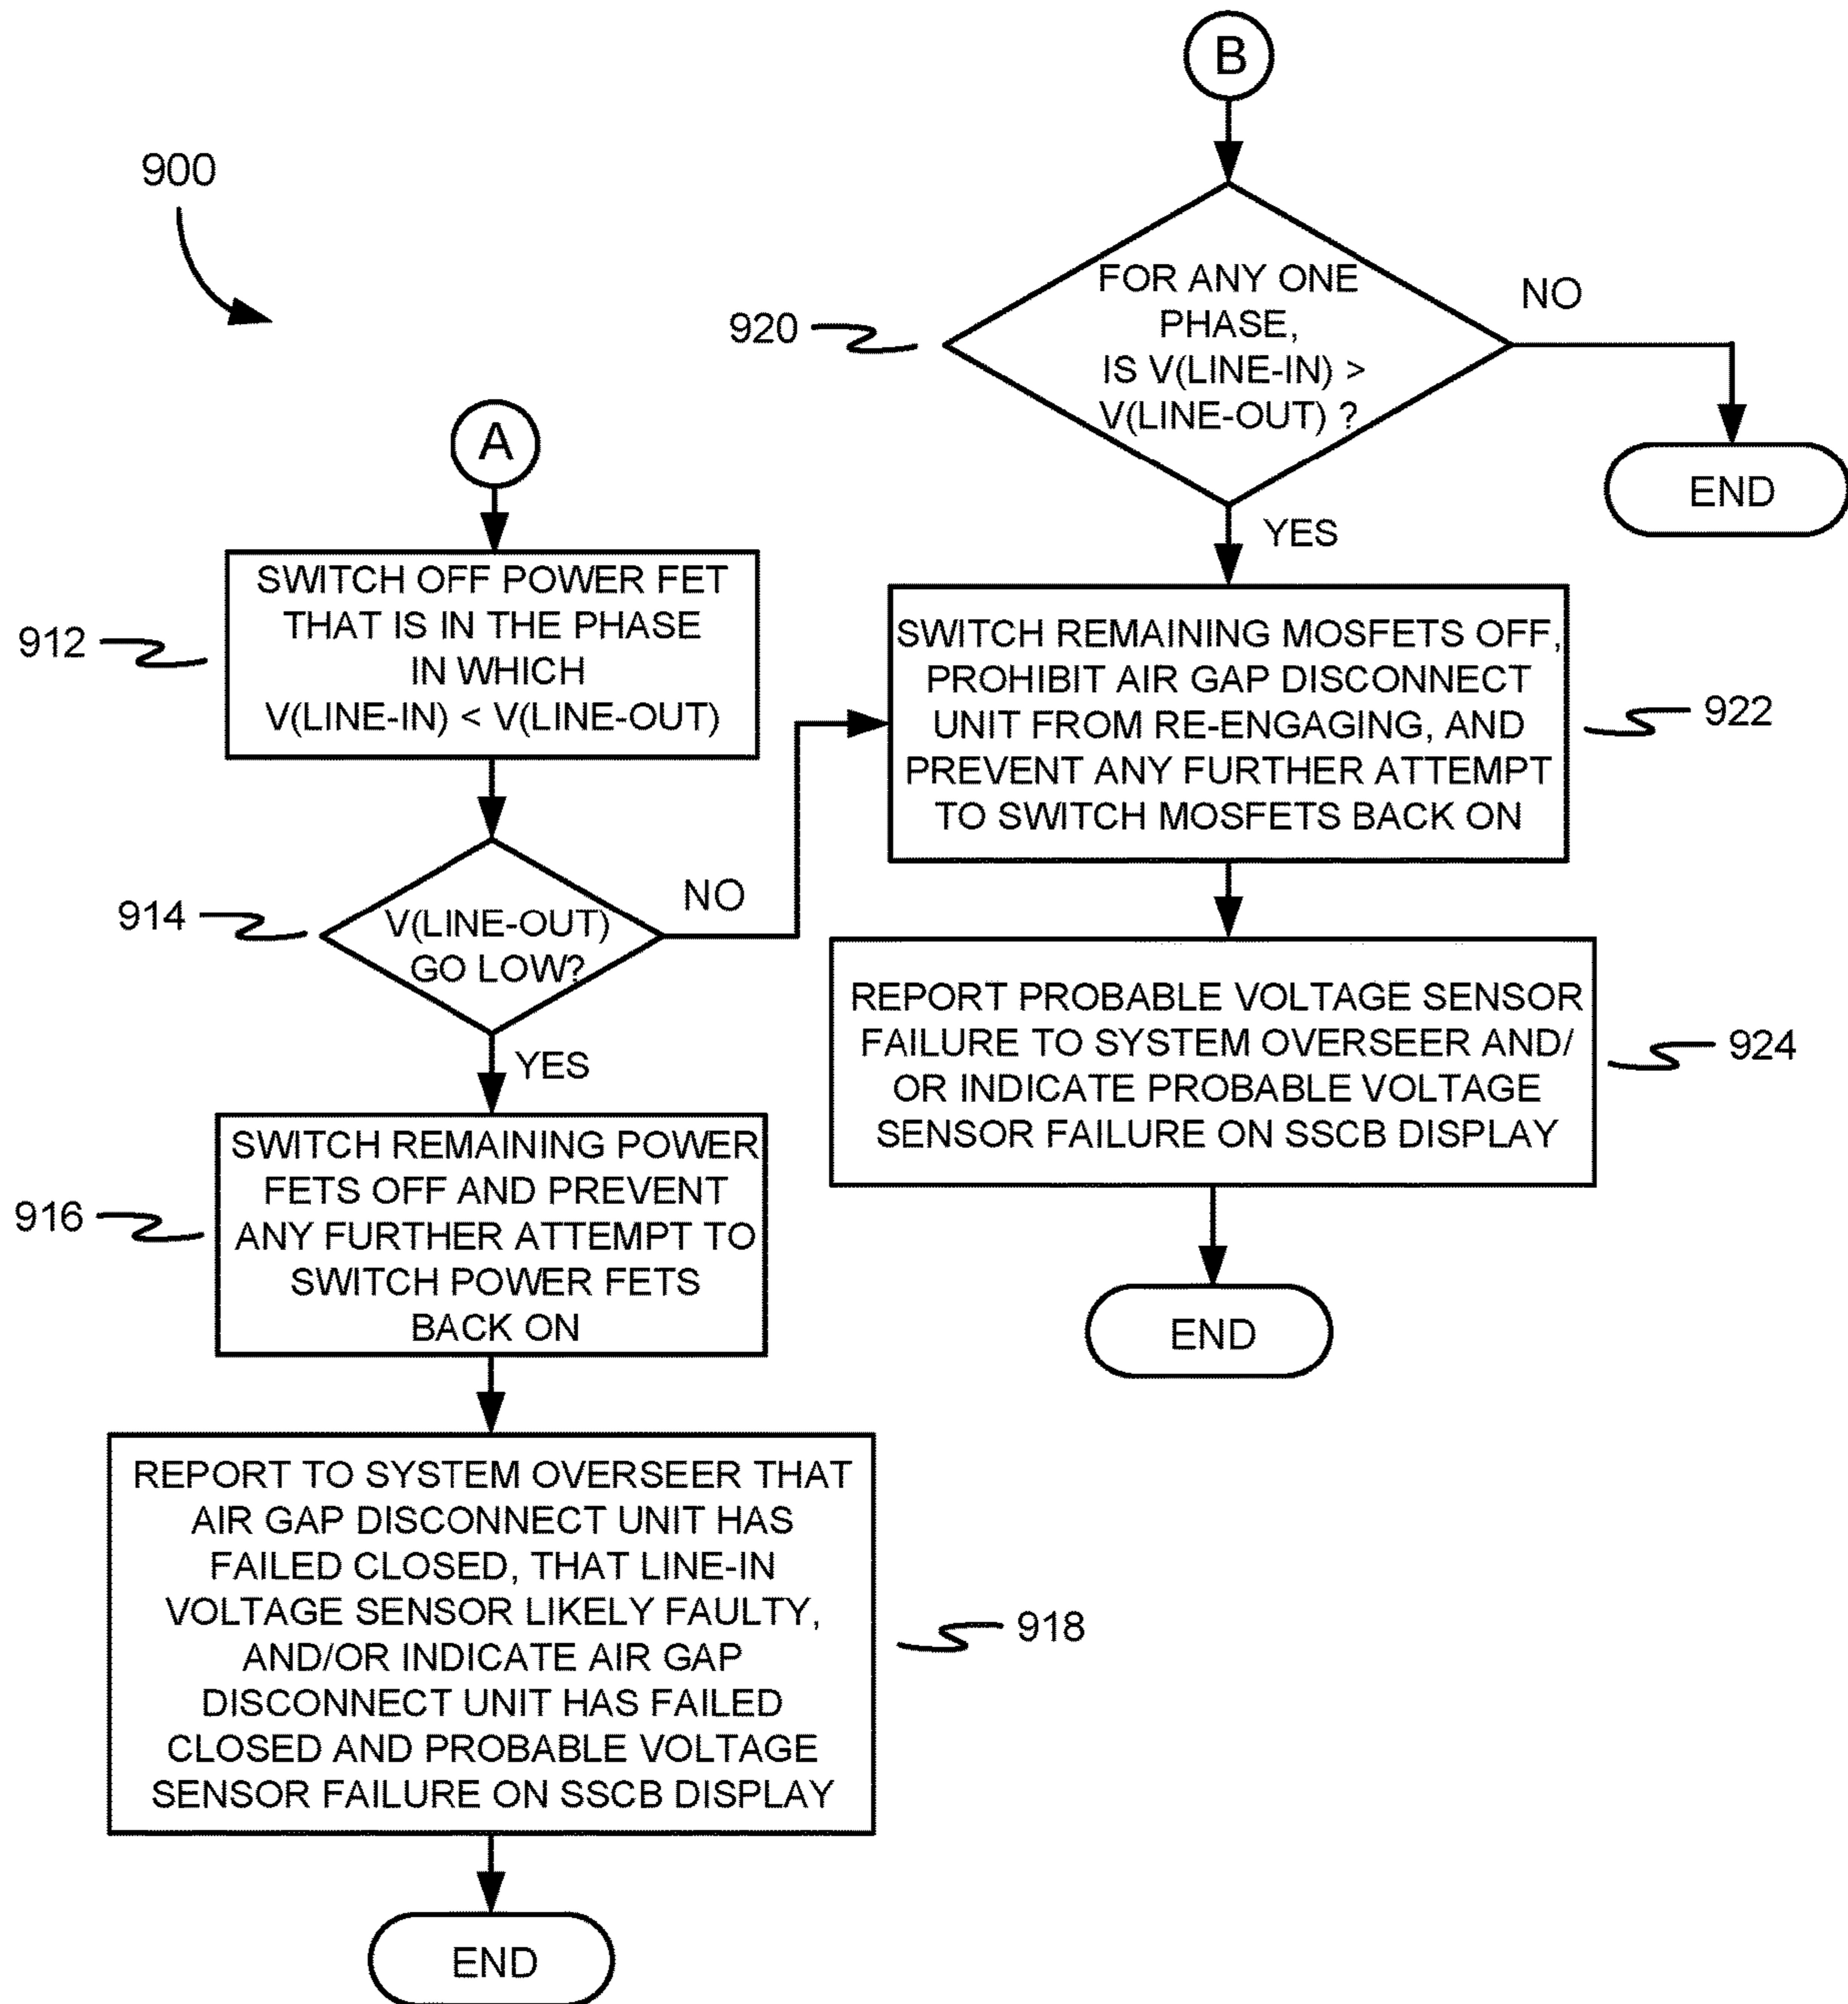 900
A
912
SWITCH OFF POWER FET
THAT IS IN THE PHASE
IN WHICH
V(LINE-IN) < V(LINE-OUT)
914
V(LINE-OUT)
GO LOW?
NO
YES
916
SWITCH REMAINING POWER
FETS OFF AND PREVENT
ANY FURTHER ATTEMPT TO
SWITCH POWER FETS
BACK ON
REPORT TO SYSTEM OVERSEER THAT
AIR GAP DISCONNECT UNIT HAS
FAILED CLOSED, THAT LINE-IN
VOLTAGE SENSOR LIKELY FAULTY,
AND/OR INDICATE AIR GAP
DISCONNECT UNIT HAS FAILED
CLOSED AND PROBABLE VOLTAGE
SENSOR FAILURE ON SSCB DISPLAY
918
END
B
920
FOR ANY ONE
PHASE,
IS V(LINE-IN) >
V(LINE-OUT) ?
NO
END
YES
SWITCH REMAINING MOSFETS OFF,
PROHIBIT AIR GAP DISCONNECT
UNIT FROM RE-ENGAGING, AND
PREVENT ANY FURTHER ATTEMPT
TO SWITCH MOSFETS BACK ON
922
REPORT PROBABLE VOLTAGE SENSOR
FAILURE TO SYSTEM OVERSEER AND/
OR INDICATE PROBABLE VOLTAGE
SENSOR FAILURE ON SSCB DISPLAY
924
END